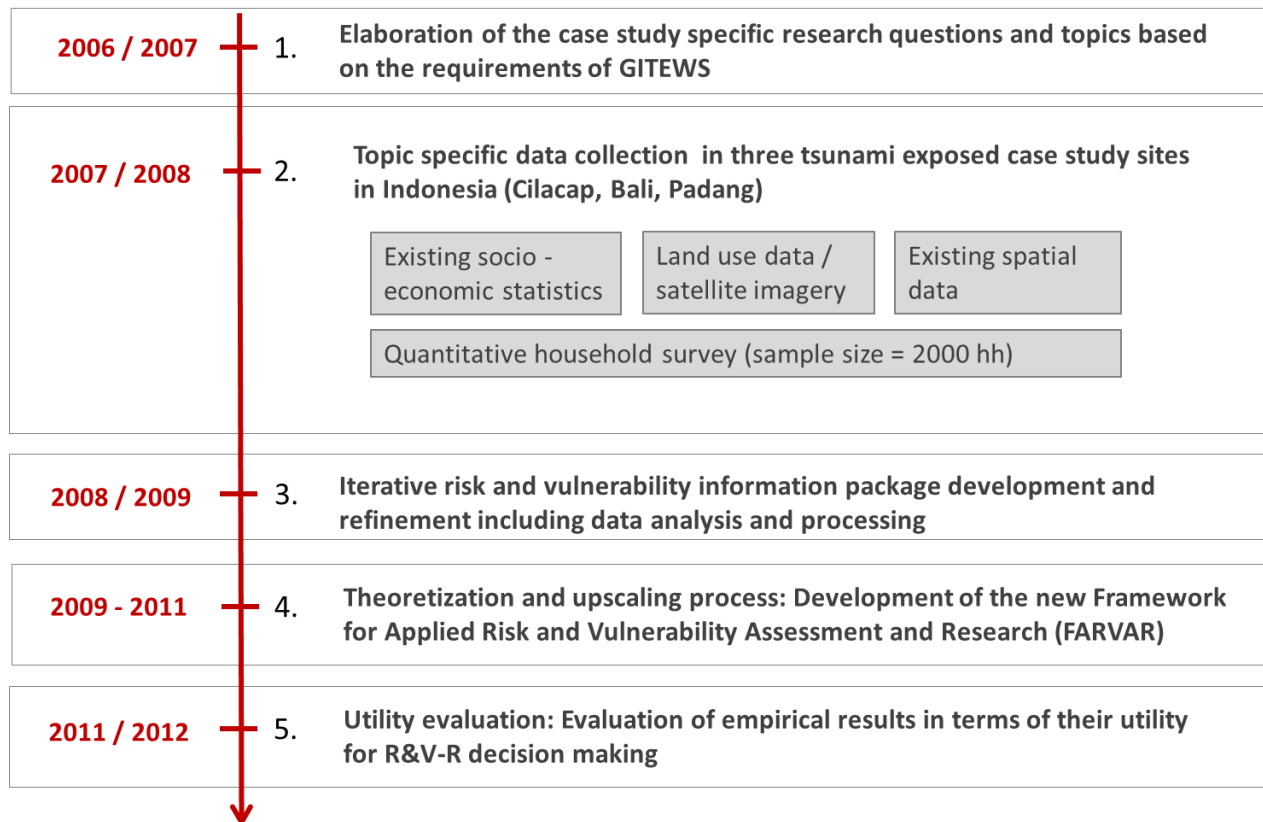 2006 / 2007
1.
Elaboration of the case study specific research questions and topics based
on the requirements of GITEWS
2007 / 2008
2.
Topic specific data collection in three tsunami exposed case study sites
in Indonesia (Cilacap, Bali, Padang)
Existing socio -
economic statistics
Land use data /
satellite imagery
Existing spatial
data
Quantitative household survey (sample size = 2000 hh)
2008 / 2009
3.
Iterative risk and vulnerability information package development and
refinement including data analysis and processing
2009 - 2011
4.
Theoretization and upscaling process: Development of the new Framework
for Applied Risk and Vulnerability Assessment and Research (FARVAR)
2011 / 2012
5.
Utility evaluation: Evaluation of empirical results in terms of their utility
for R&V-R decision making